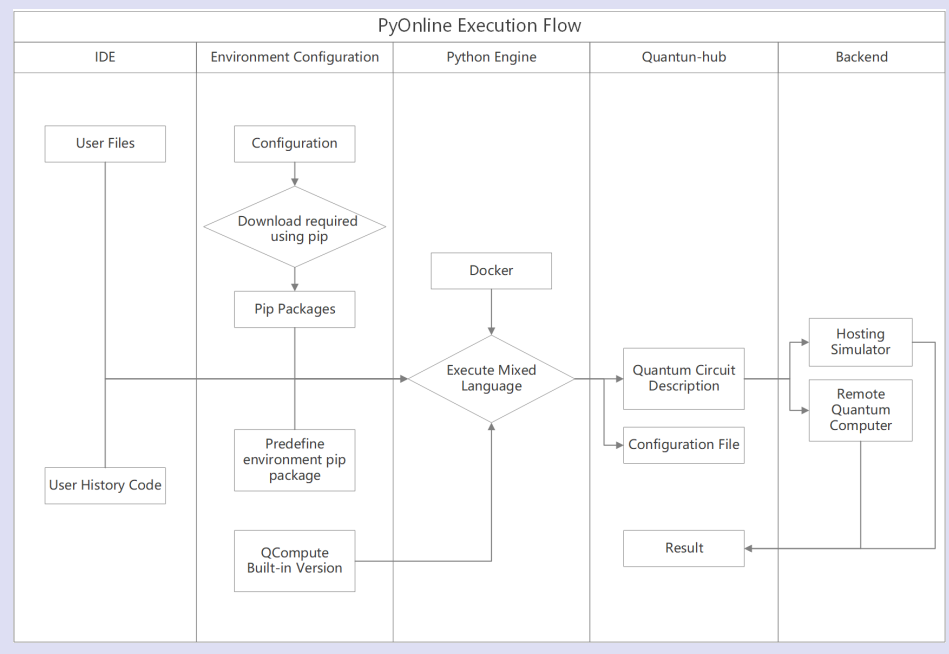 PyOnline Execution Flow
IDE
Environment Configuration
Python Engine
Quantun-hub
Backend
User Files
User History Code
Configuration
Download required
using pip
Pip Packages
Predefine
environment pip
package
QCompute
Built-in Version
Docker
Execute Mixed
Language
Quantum Circuit
Description
Configuration File
Result
Hosting
Simulator
Remote
Quantum
Computer